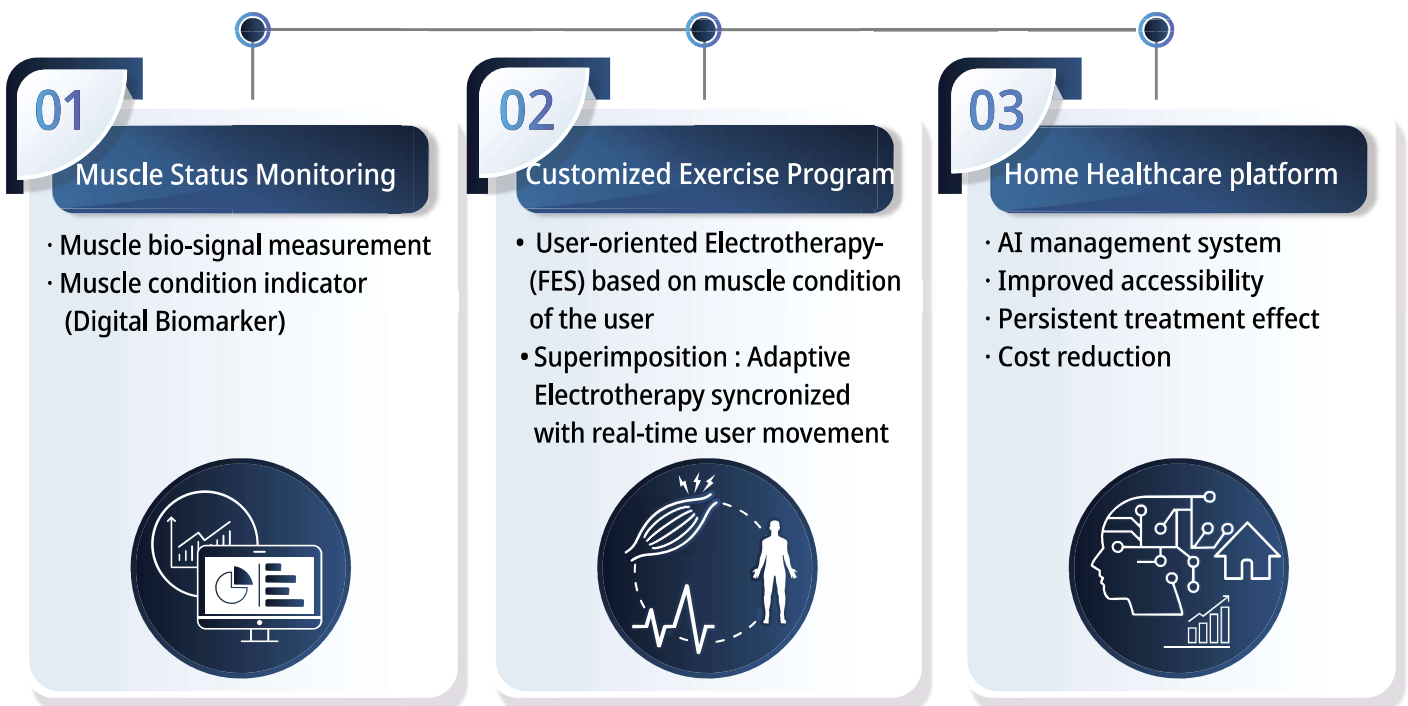 01
Muscle Status Monitoring
· Muscle bio-signal measurement
· Muscle condition indicator
(Digital Biomarker)
02
Customized Exercise Program
• User-oriented Electrotherapy-
(FES) based on muscle condition
of the user
• Superimposition : Adaptive
Electrotherapy syncronized
with real-time user movement
03
Home Healthcare platform
· AI management system
· Improved accessibility
· Persistent treatment effect
· Cost reduction